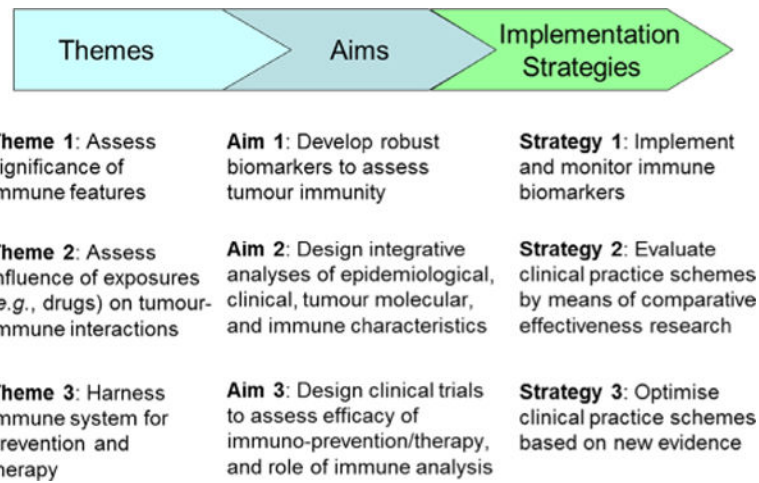 Themes
Aims
Implementation
Strategies
heme 1: Assess
ignificance of
mmune features
heme 2: Assess
nfluence of exposures
e.g., drugs) on tumour-
mmune interactions
heme 3: Harness
mmune system for
revention and
herapy
Aim 1: Develop robust
biomarkers to assess
tumour immunity
Aim 2: Design integrative
analyses of epidemiological,
clinical, tumour molecular,
and immune characteristics
Aim 3: Design clinical trials
to assess efficacy of
immuno-prevention/therapy,
and role of immune analysis
Strategy 1: Implement
and monitor immune
biomarkers
Strategy 2: Evaluate
clinical practice schemes
by means of comparative
effectiveness research
Strategy 3: Optimise
clinical practice schemes
based on new evidence